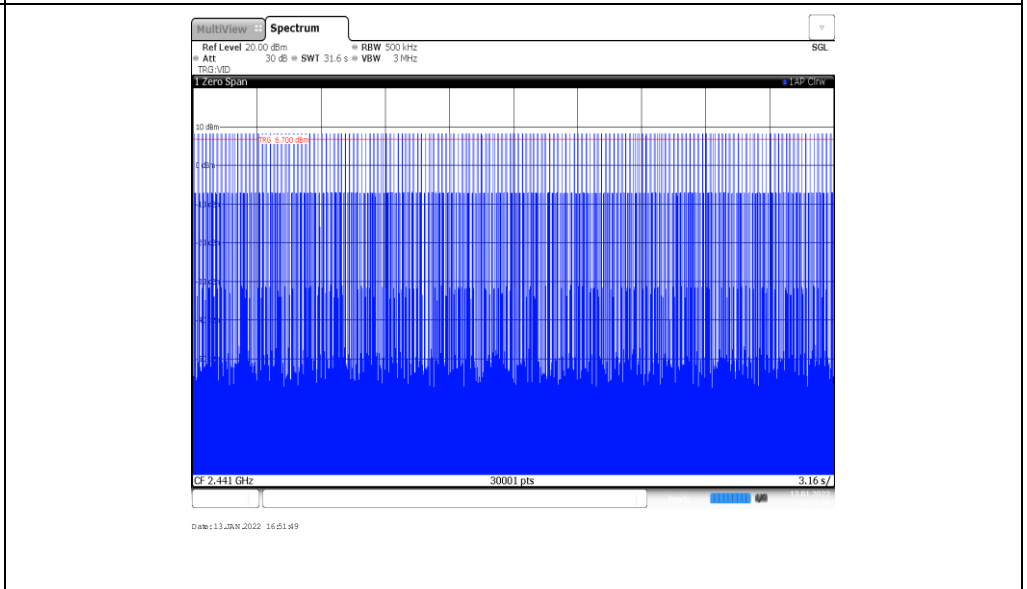 MultiView Spectrum
Ref Level 20.00 dBm RBW 500 kHz SGL
Att 30 dB SWT 31.6 s VBW 3 MHz
TRG:VID
1 Zero Span 1AP Clrw
10 dBm
TRG 6.700 dBm
0 dBm
CF 2.441 GHz 30001 pts 3.16 s/
Date:13.JAN.2022 16:51:49